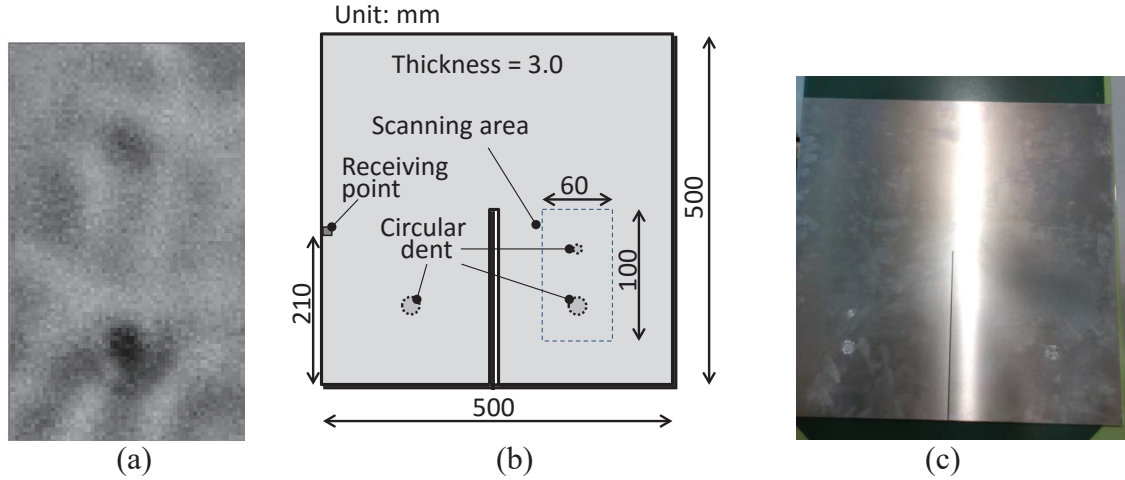 Unit: mm
Thickness = 3.0
Scanning area
Receiving
point
60
Circular
dent
100
500
210
500
(a)
(b)
(c)